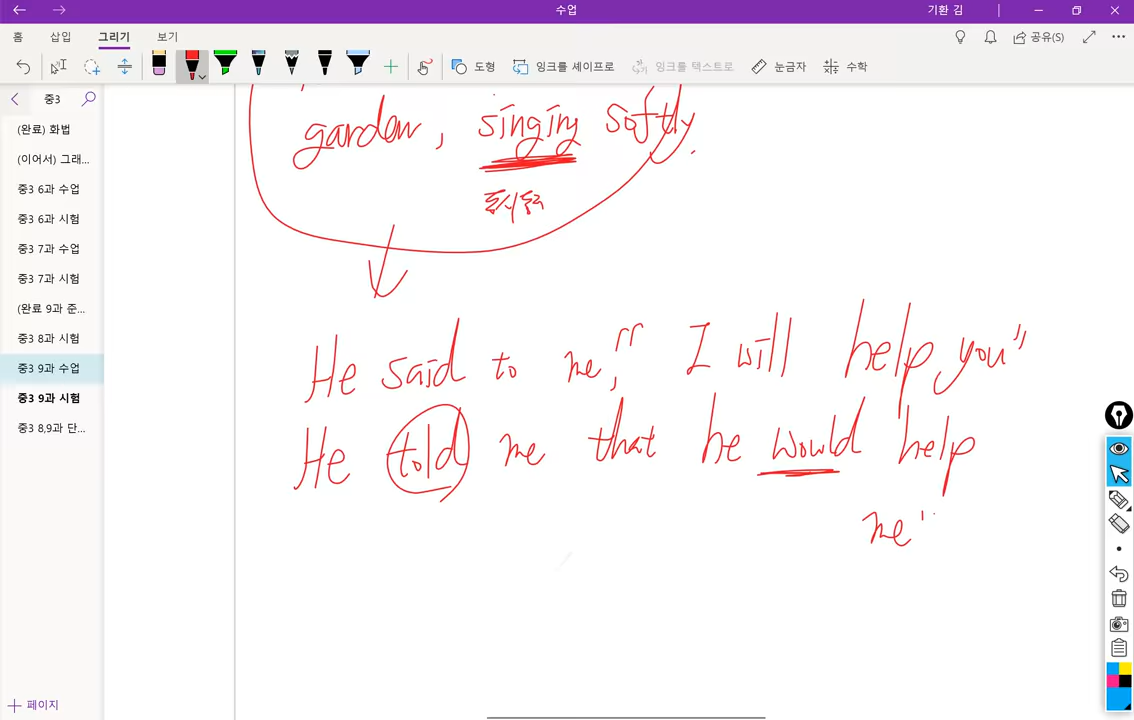 수업
기환 김
홈 삽입 그리기 보기
공유(S)
도형
잉크를 셰이프로
잉크를 텍스트로
눈금자
수학
중3
(완료) 화법
(이어서) 그래...
중3 6과 수업
중3 6과 시험
중3 7과 수업
중3 7과 시험
(완료 9과 준...
중3 8과 시험
중3 9과 수업
중3 9과 시험
중3 8,9과 단...
페이지
garden, singing softly.
동시동작
He said to me, "I will help you"
He told me that he would help
me"